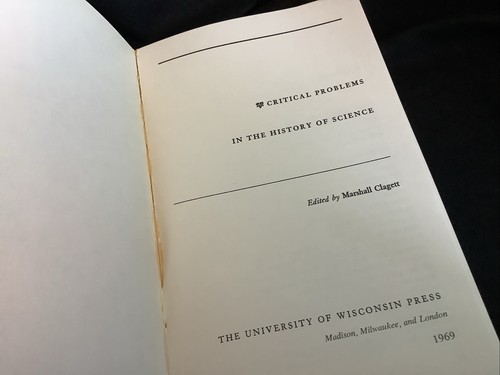 CRITICAL PROBLEMS
IN THE HISTORY OF SCIENCE
Edited by Marshall Clagett
THE UNIVERSITY OF WISCONSIN PRESS
Madison, Milwaukee, and London
1969